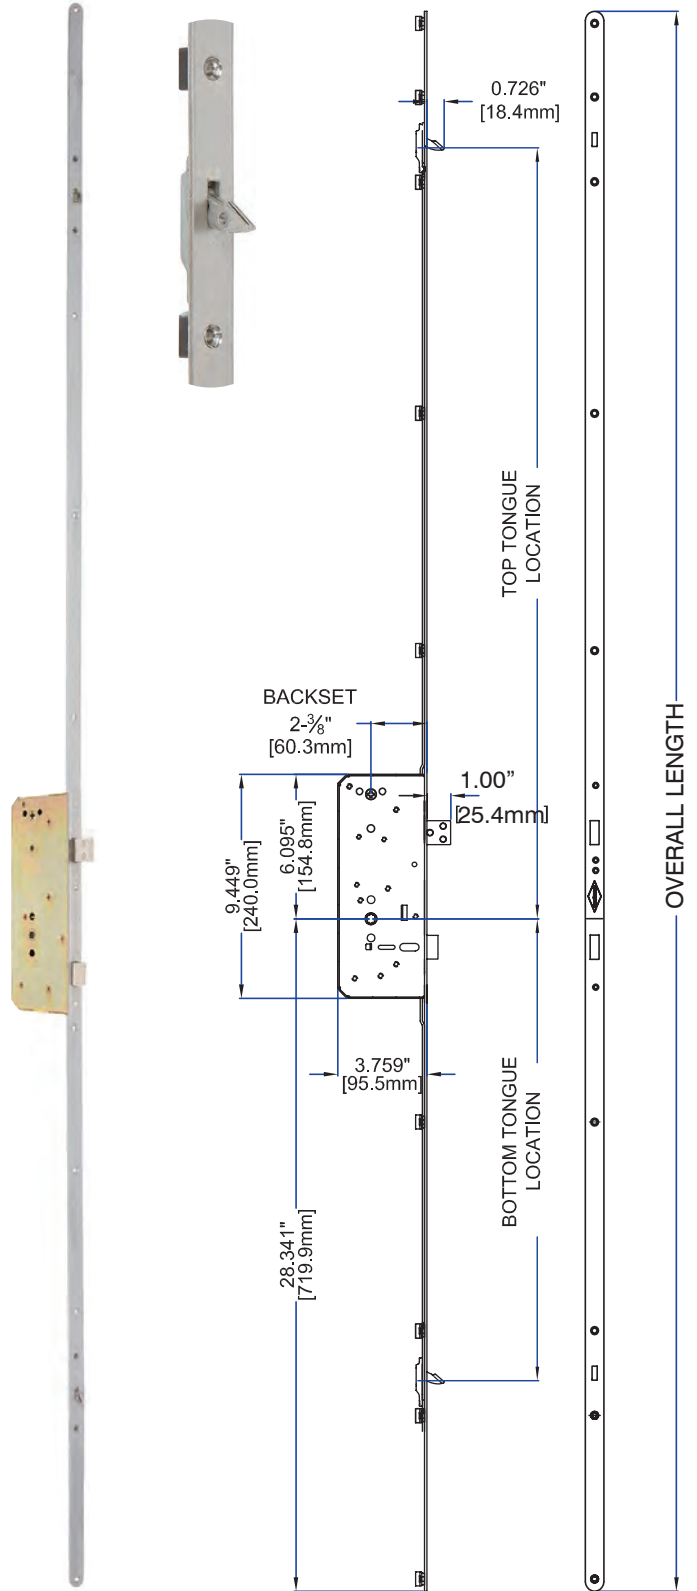 0.726"
[18.4mm]
TOP TONGUE
LOCATION
BACKSET
2-⅜"
[60.3mm]
1.00”
[25.4mm]
6.095"
[154.8mm]
9.449"
[240.0mm]
OVERALL LENGTH
3.759"
[95.5mm]
BOTTOM TONGUE
LOCATION
28.341"
[719.9mm]